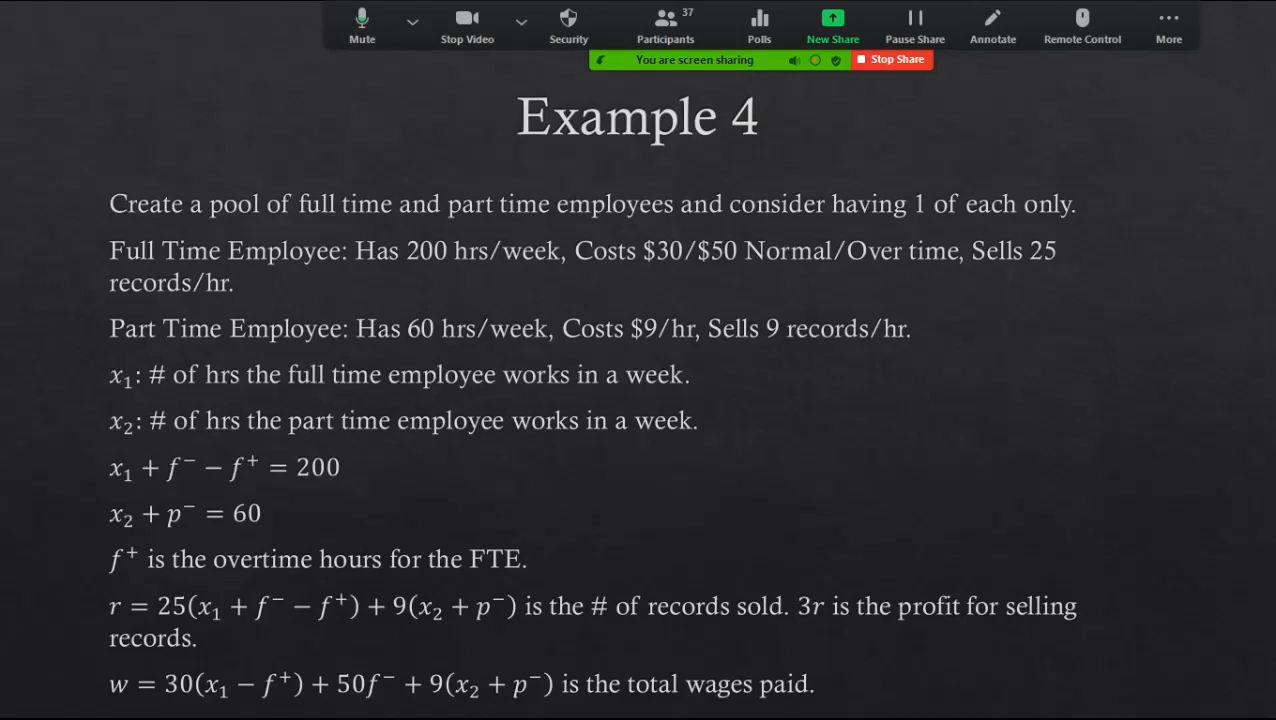 37
Mute Stop Video Security Participants Polls New Share Pause Share Annotate Remote Control More
You are screen sharing Stop Share
Example 4
Create a pool of full time and part time employees and consider having 1 of each only.
Full Time Employee: Has 200 hrs/week, Costs $30/$50 Normal/Over time, Sells 25
records/hr.
Part Time Employee: Has 60 hrs/week, Costs $9/hr, Sells 9 records/hr.
x₁: # of hrs the full time employee works in a week.
x₂: # of hrs the part time employee works in a week.
x₁ + f⁻ − f⁺ = 200
x₂ + p⁻ = 60
f⁺ is the overtime hours for the FTE.
r = 25(x₁ + f⁻ − f⁺) + 9(x₂ + p⁻) is the # of records sold. 3r is the profit for selling
records.
w = 30(x₁ − f⁺) + 50f⁻ + 9(x₂ + p⁻) is the total wages paid.